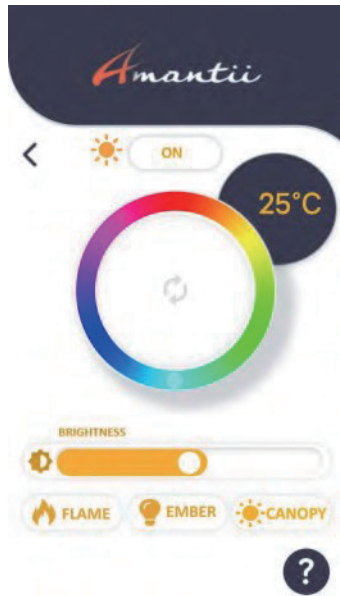 Amantii
ON
25°C
BRIGHTNESS
FLAME
EMBER
CANOPY
?